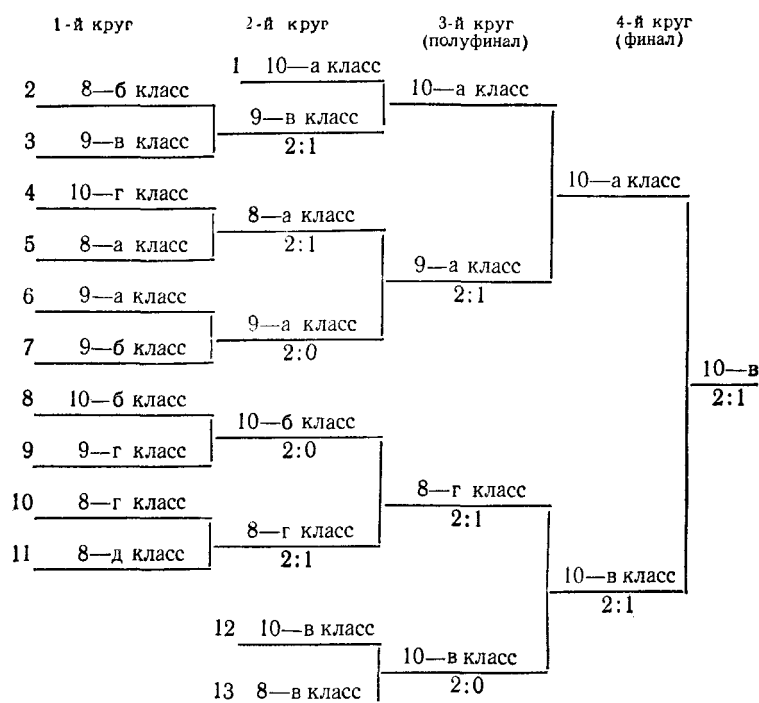 1-й круг 2-й круг 3-й круг 4-й круг
(полуфинал) (финал)
1 10—а класс
2 8—б класс 10—а класс
9—в класс
3 9—в класс 2:1
4 10—г класс 10—а класс
8—а класс
5 8—а класс 2:1
9—а класс
6 9—а класс 2:1
9—а класс
7 9—б класс 2:0
10—в
8 10—б класс 2:1
10—б класс
9 9—г класс 2:0
8—г класс
10 8—г класс 2:1
8—г класс
11 8—д класс 2:1
10—в класс
2:1
12 10—в класс
10—в класс
13 8—в класс 2:0